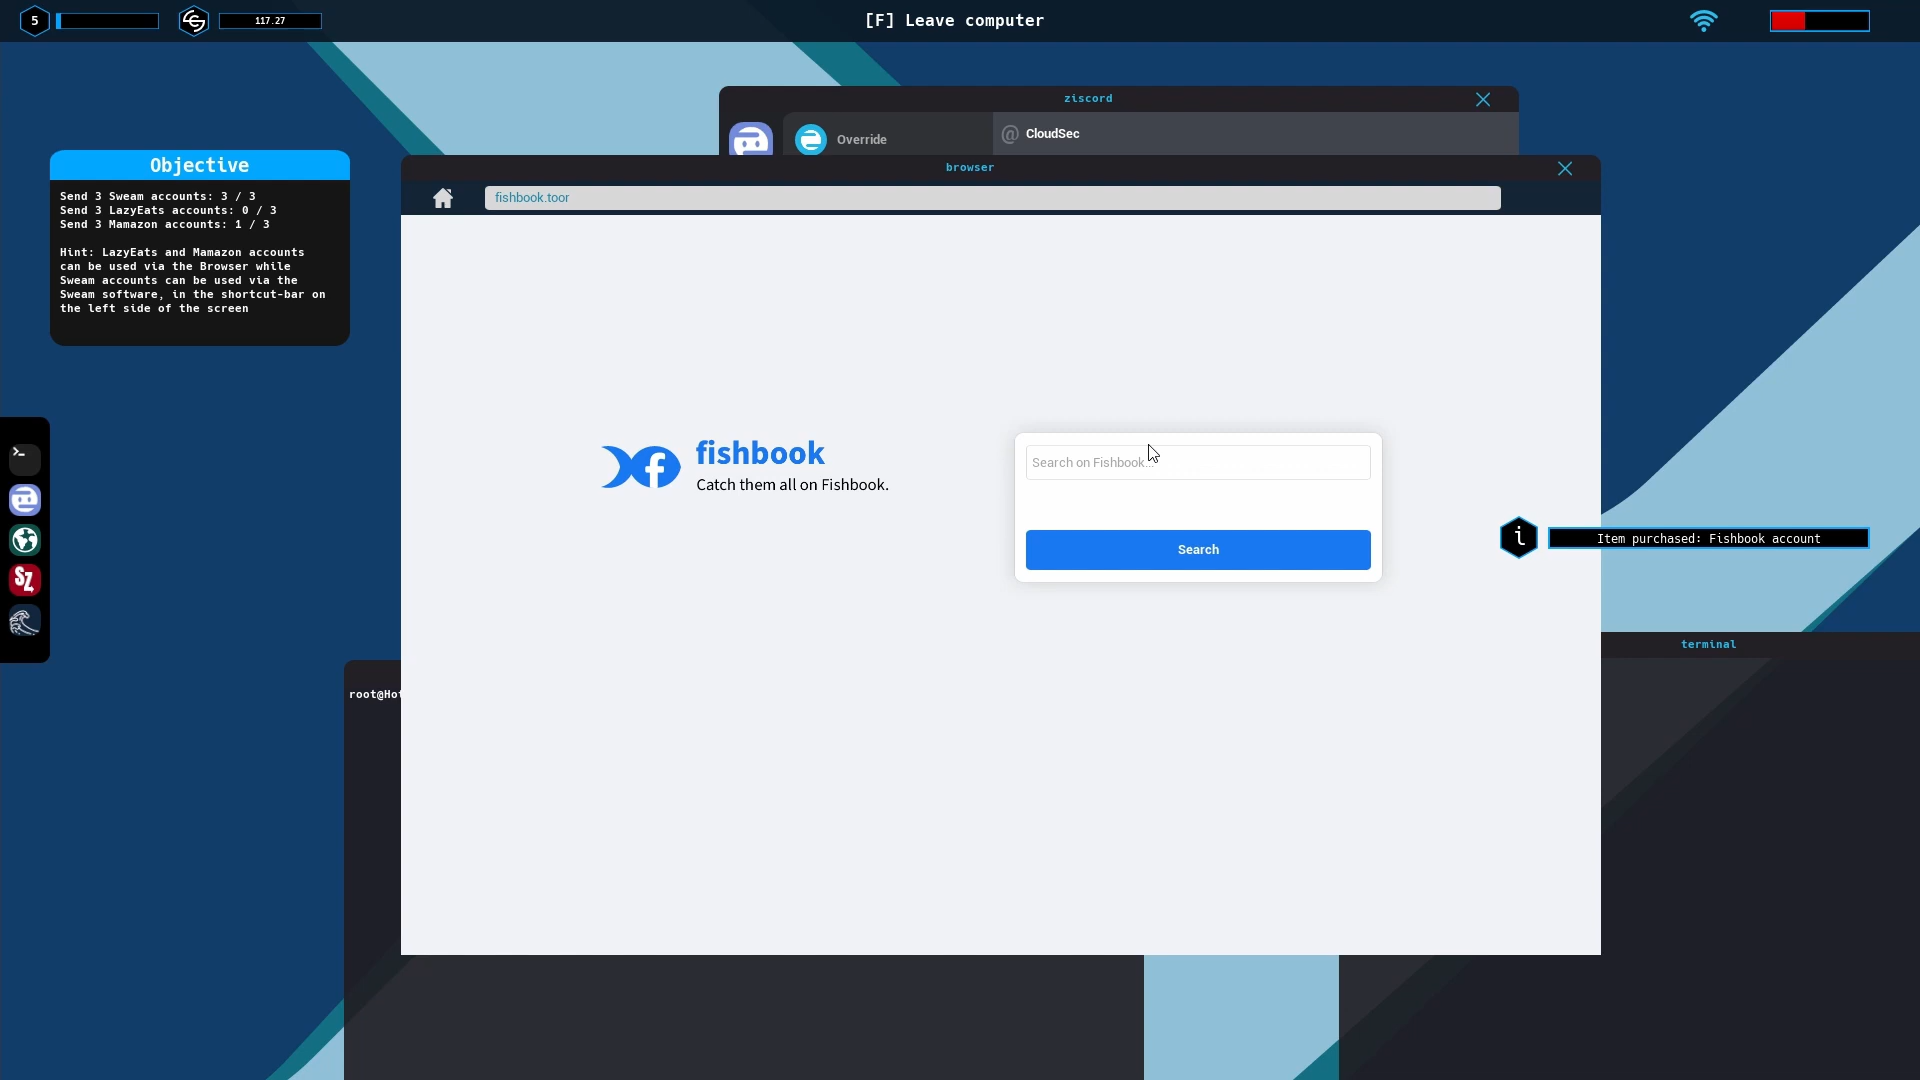 5
117.27
[F] Leave computer
ziscord
Override
@ CloudSec
Objective
Send 3 Sweam accounts: 3 / 3
Send 3 LazyEats accounts: 0 / 3
Send 3 Mamazon accounts: 1 / 3
Hint: LazyEats and Mamazon accounts
can be used via the Browser while
Sweam accounts can be used via the
Sweam software, in the shortcut-bar on
the left side of the screen
browser
fishbook.toor
fishbook
Catch them all on Fishbook.
Search on Fishbook...
Search
i
Item purchased: Fishbook account
terminal
root@Hot